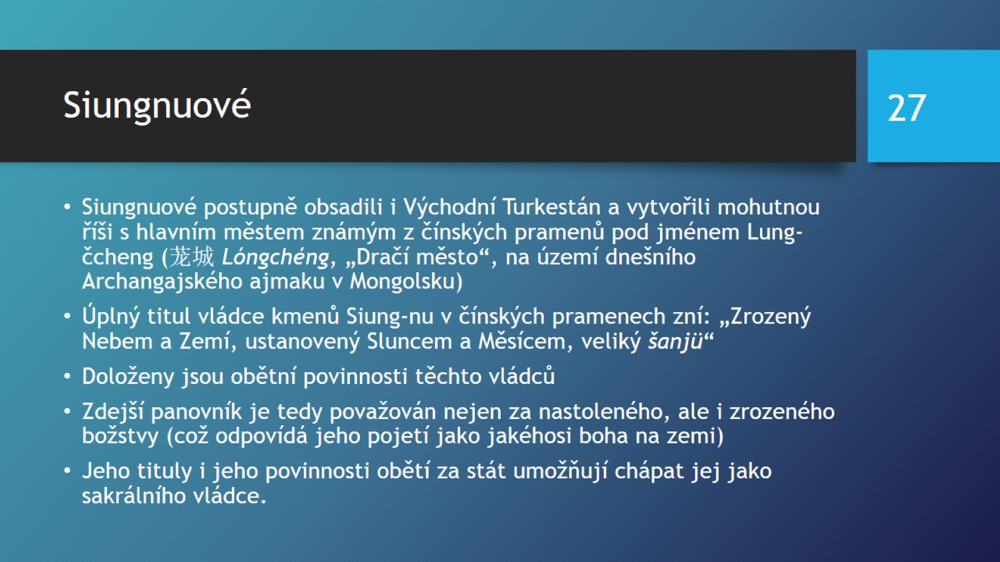 Siungnuové
27
• Siungnuové postupně obsadili i Východní Turkestán a vytvořili mohutnou
říši s hlavním městem známým z čínských pramenů pod jménem Lung-
čcheng (茏城 Lóngchéng, „Dračí město“, na území dnešního
Archangajského ajmaku v Mongolsku)
• Úplný titul vládce kmenů Siung-nu v čínských pramenech zní: „Zrozený
Nebem a Zemí, ustanovený Sluncem a Měsícem, veliký šanjü“
• Doloženy jsou obětní povinnosti těchto vládců
• Zdejší panovník je tedy považován nejen za nastoleného, ale i zrozeného
božstvy (což odpovídá jeho pojetí jako jakéhosi boha na zemi)
• Jeho tituly i jeho povinnosti obětí za stát umožňují chápat jej jako
sakrálního vládce.